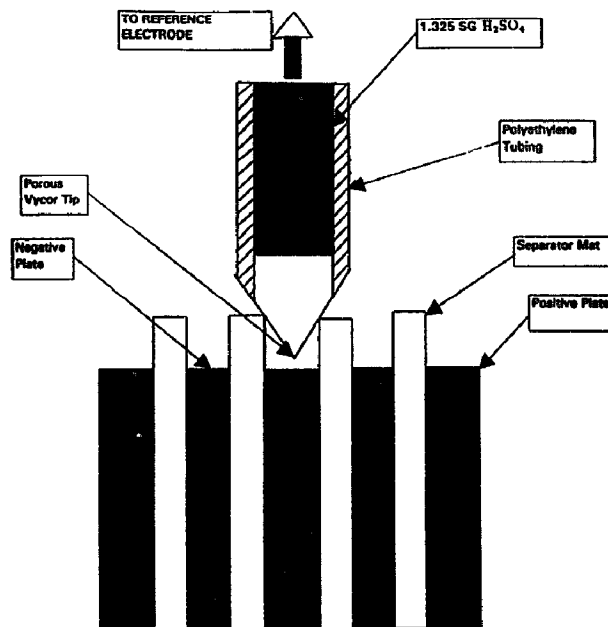 TO REFERENCE
ELECTRODE
1.325 SG H₂SO₄
Polyethylene
Tubing
Porous
Vycor Tip
Negative
Plate
Separator Mat
Positive Plate